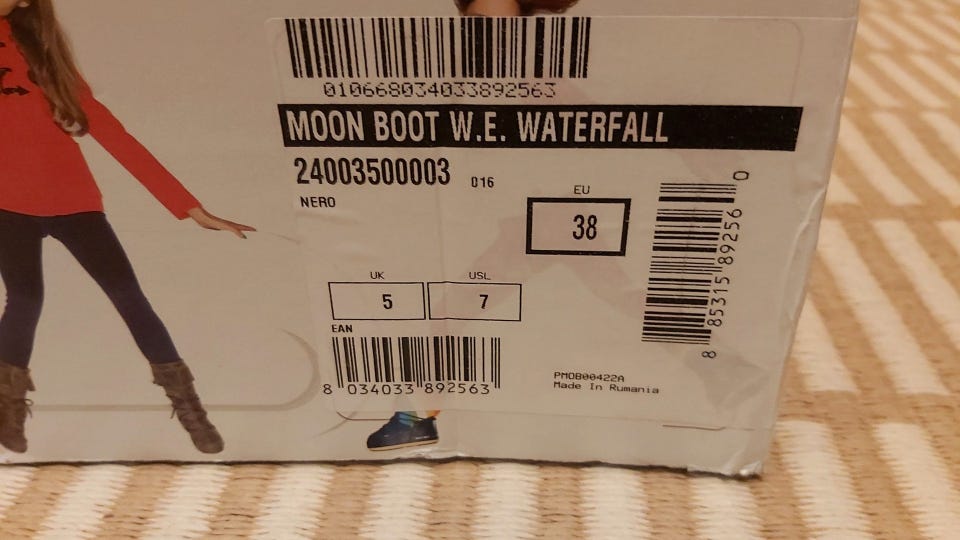 010668034033892563
MOON BOOT W.E. WATERFALL
24003500003 016
NERO
EU
38
UK USL
5 7
EAN
8 034033 892563
8 85315 89256 0
PMOB00422A
Made In Rumania